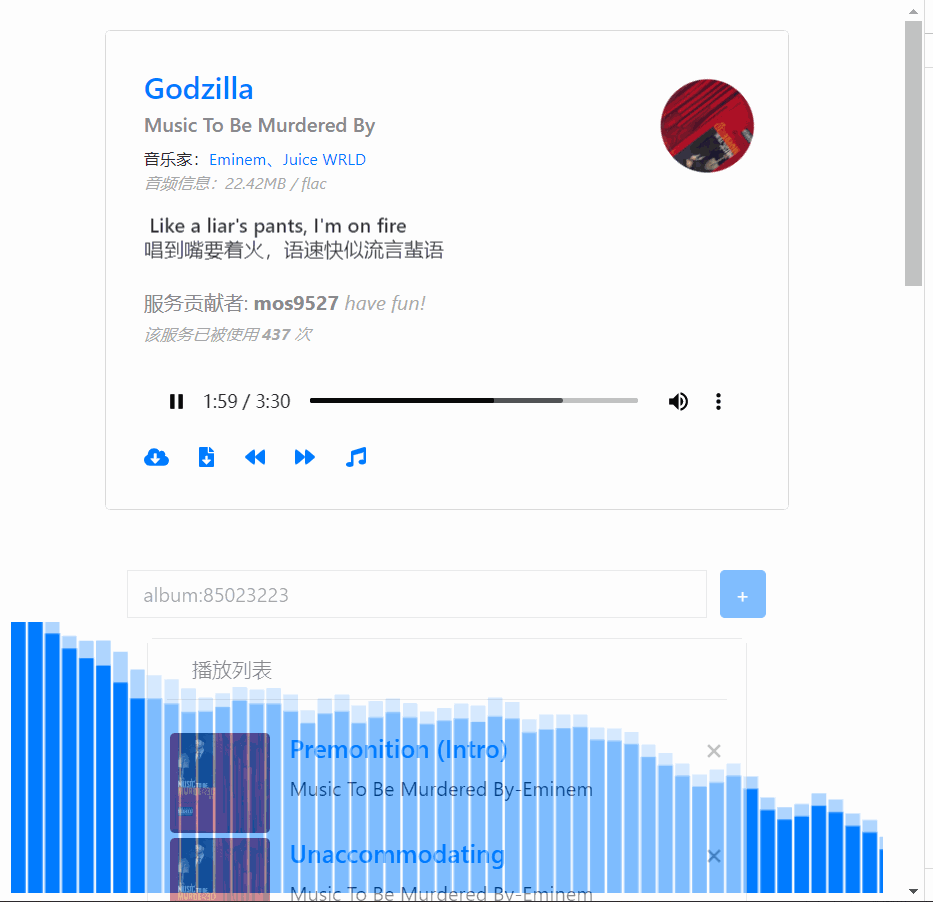 Godzilla
Music To Be Murdered By
音乐家：Eminem、Juice WRLD
音频信息：22.42MB / flac
Like a liar's pants, I'm on fire
唱到嘴要着火，语速快似流言蜚语
服务贡献者: mos9527 have fun!
该服务已被使用 437 次
1:59 / 3:30
album:85023223
+
播放列表
Premonition (Intro)
Music To Be Murdered By-Eminem
Unaccommodating
Music To Be Murdered By-Eminem